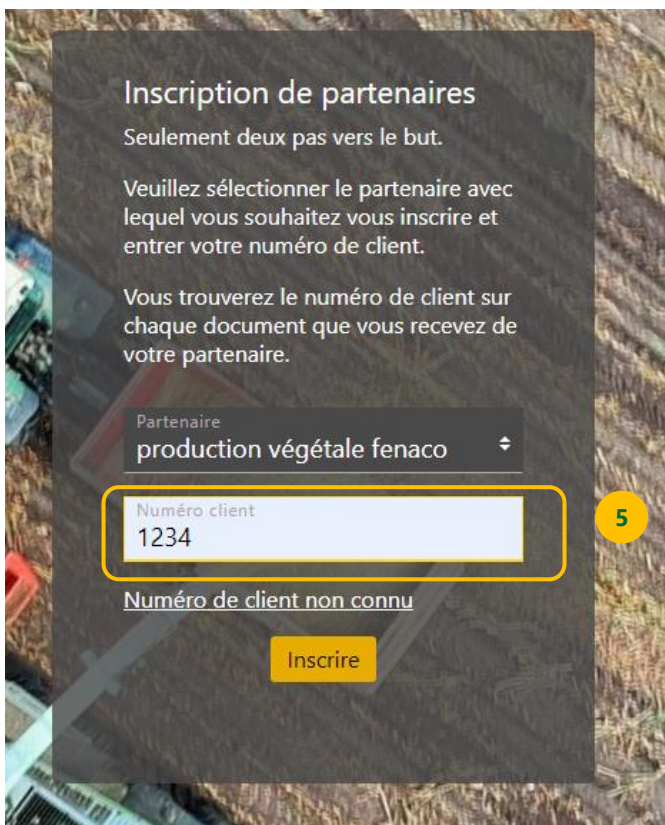 Inscription de partenaires
Seulement deux pas vers le but.
Veuillez sélectionner le partenaire avec
lequel vous souhaitez vous inscrire et
entrer votre numéro de client.
Vous trouverez le numéro de client sur
chaque document que vous recevez de
votre partenaire.
Partenaire
production végétale fenaco
Numéro client
1234
5
Numéro de client non connu
Inscrire